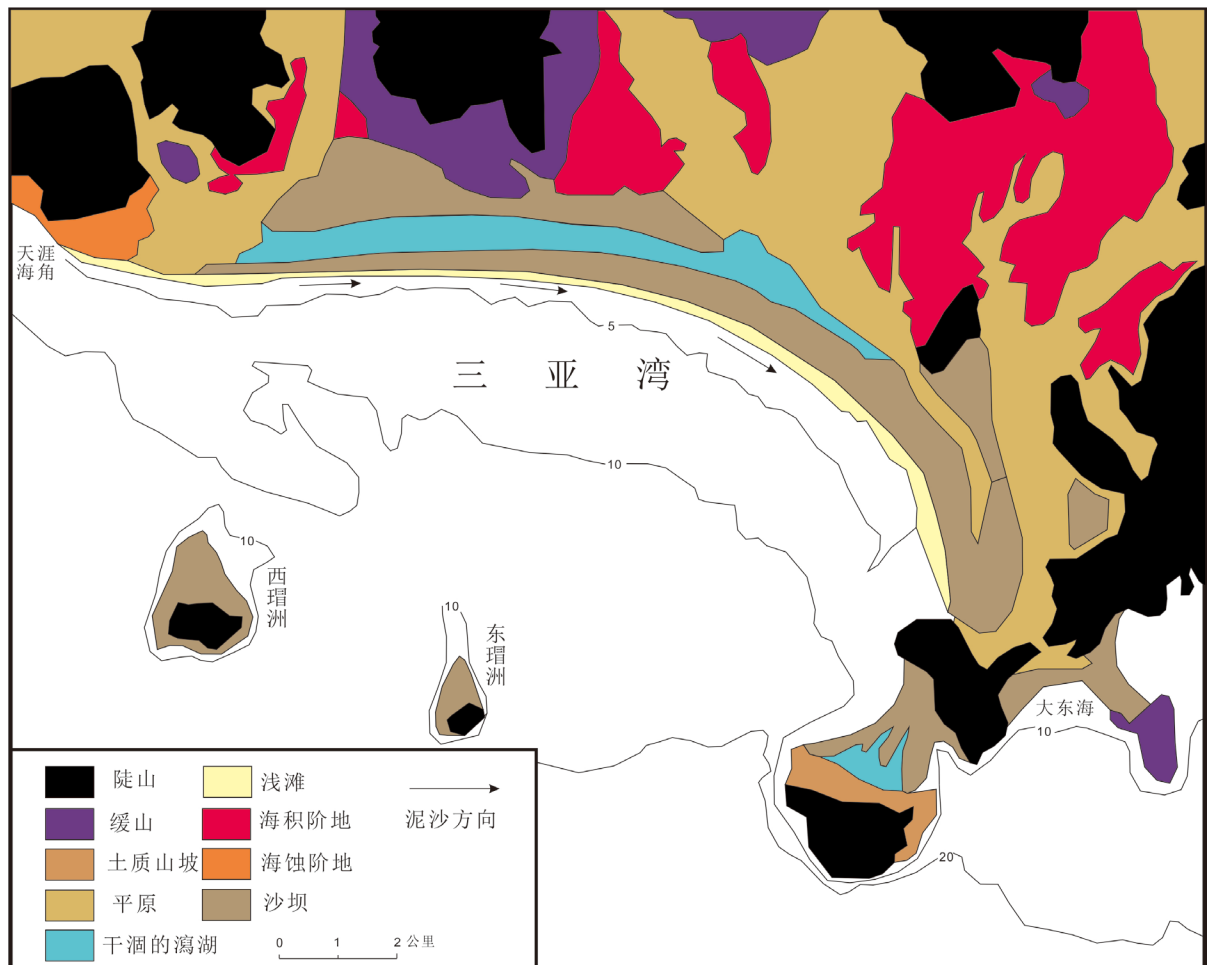 天涯
海角
5
三亚湾
10
10
西瑁洲
10
东瑁洲
大东海
10
20
陡山
浅滩
缓山
海积阶地
泥沙方向
土质山坡
海蚀阶地
平原
沙坝
干涸的瀉湖
0 1 2 公里